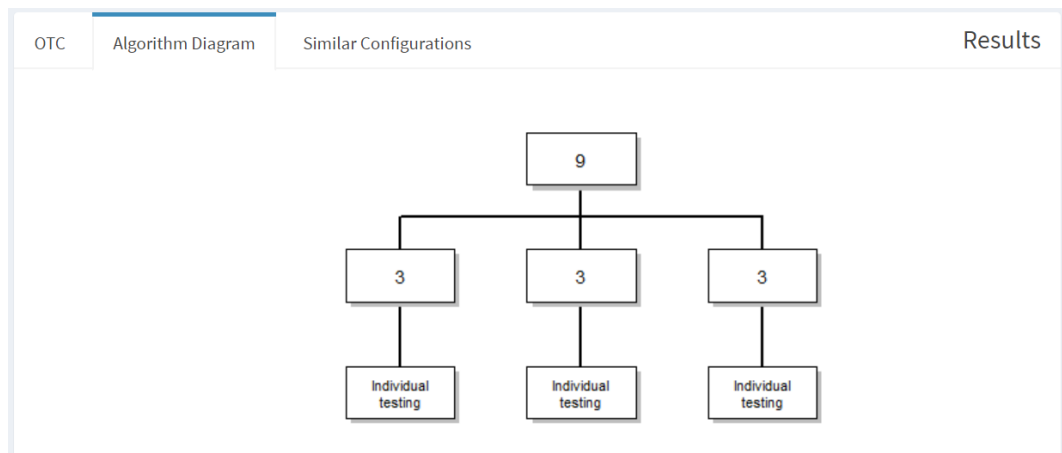 OTC Algorithm Diagram Similar Configurations Results
9
3 3 3
Individual testing Individual testing Individual testing